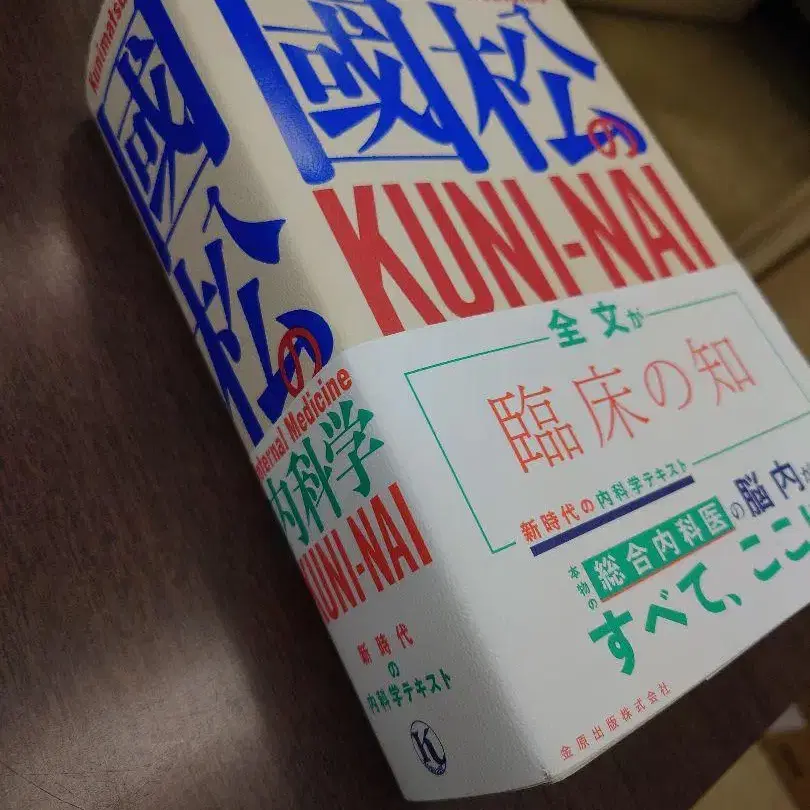 Kunimatsu
國松の
Internal Medicine
内科学
KUNI-NAI
新時代
の
内科学テキスト
K
國松の
KUNI-NAI
全文が
臨床の知
新時代の内科学テキスト
本物の総合内科医の脳内が
すべて、ここ
金原出版株式会社